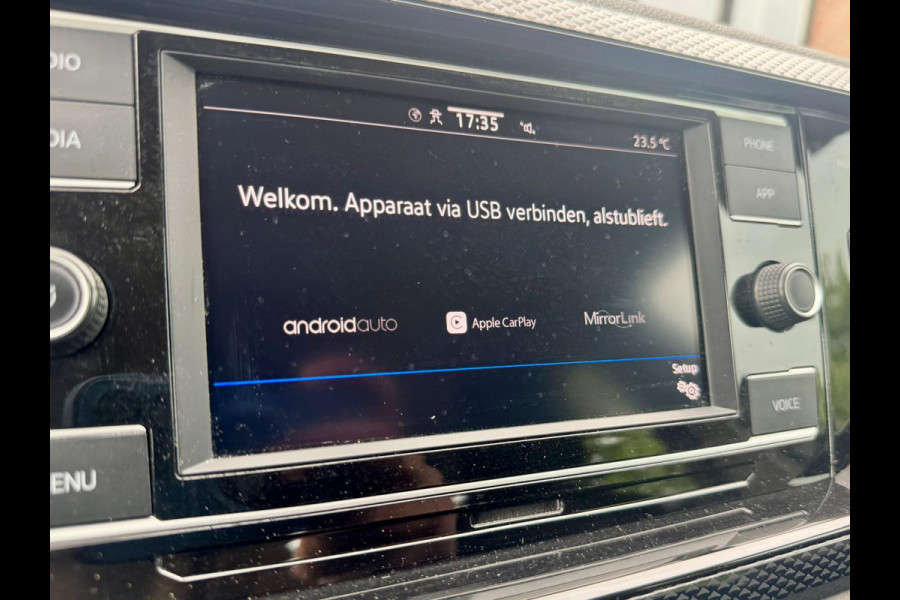 DIO
DIA
ENU
17:35
23.5°C
Welkom. Apparaat via USB verbinden, alstublieft.
androidauto
Apple CarPlay
MirrorLink
Setup
PHONE
APP
VOICE